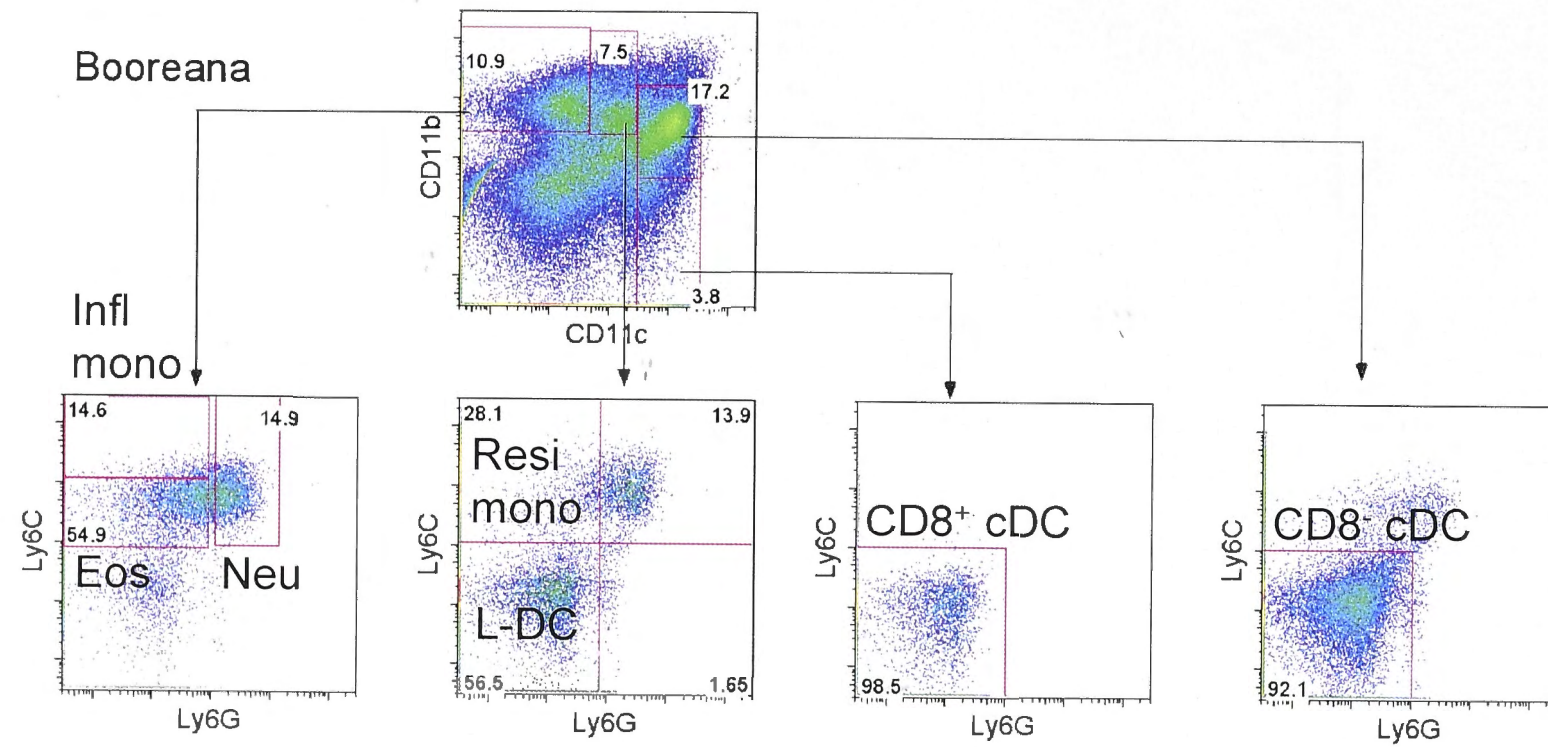 Booreana
10.9
7.5
17.2
CD11b
3.8
CD11c
Infl
mono
14.6
14.9
54.9
Eos
Neu
Ly6C
Ly6G
28.1
13.9
Resi
mono
L-DC
56.5
1.65
Ly6C
Ly6G
CD8+ cDC
98.5
Ly6C
Ly6G
CD8- cDC
92.1
Ly6C
Ly6G